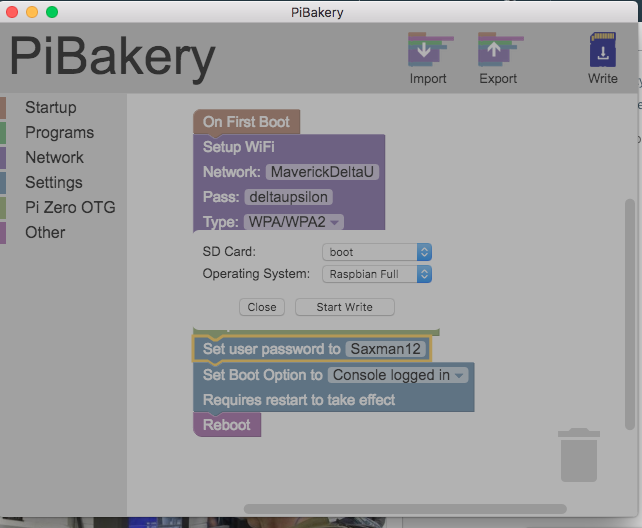 PiBakery
PiBakery
Import
Export
Write
Startup
Programs
Network
Settings
Pi Zero OTG
Other
On First Boot
Setup WiFi
Network: MaverickDeltaU
Pass: deltaupsilon
Type: WPA/WPA2
SD Card: boot
Operating System: Raspbian Full
Close Start Write
Set user password to Saxman12
Set Boot Option to Console logged in
Requires restart to take effect
Reboot